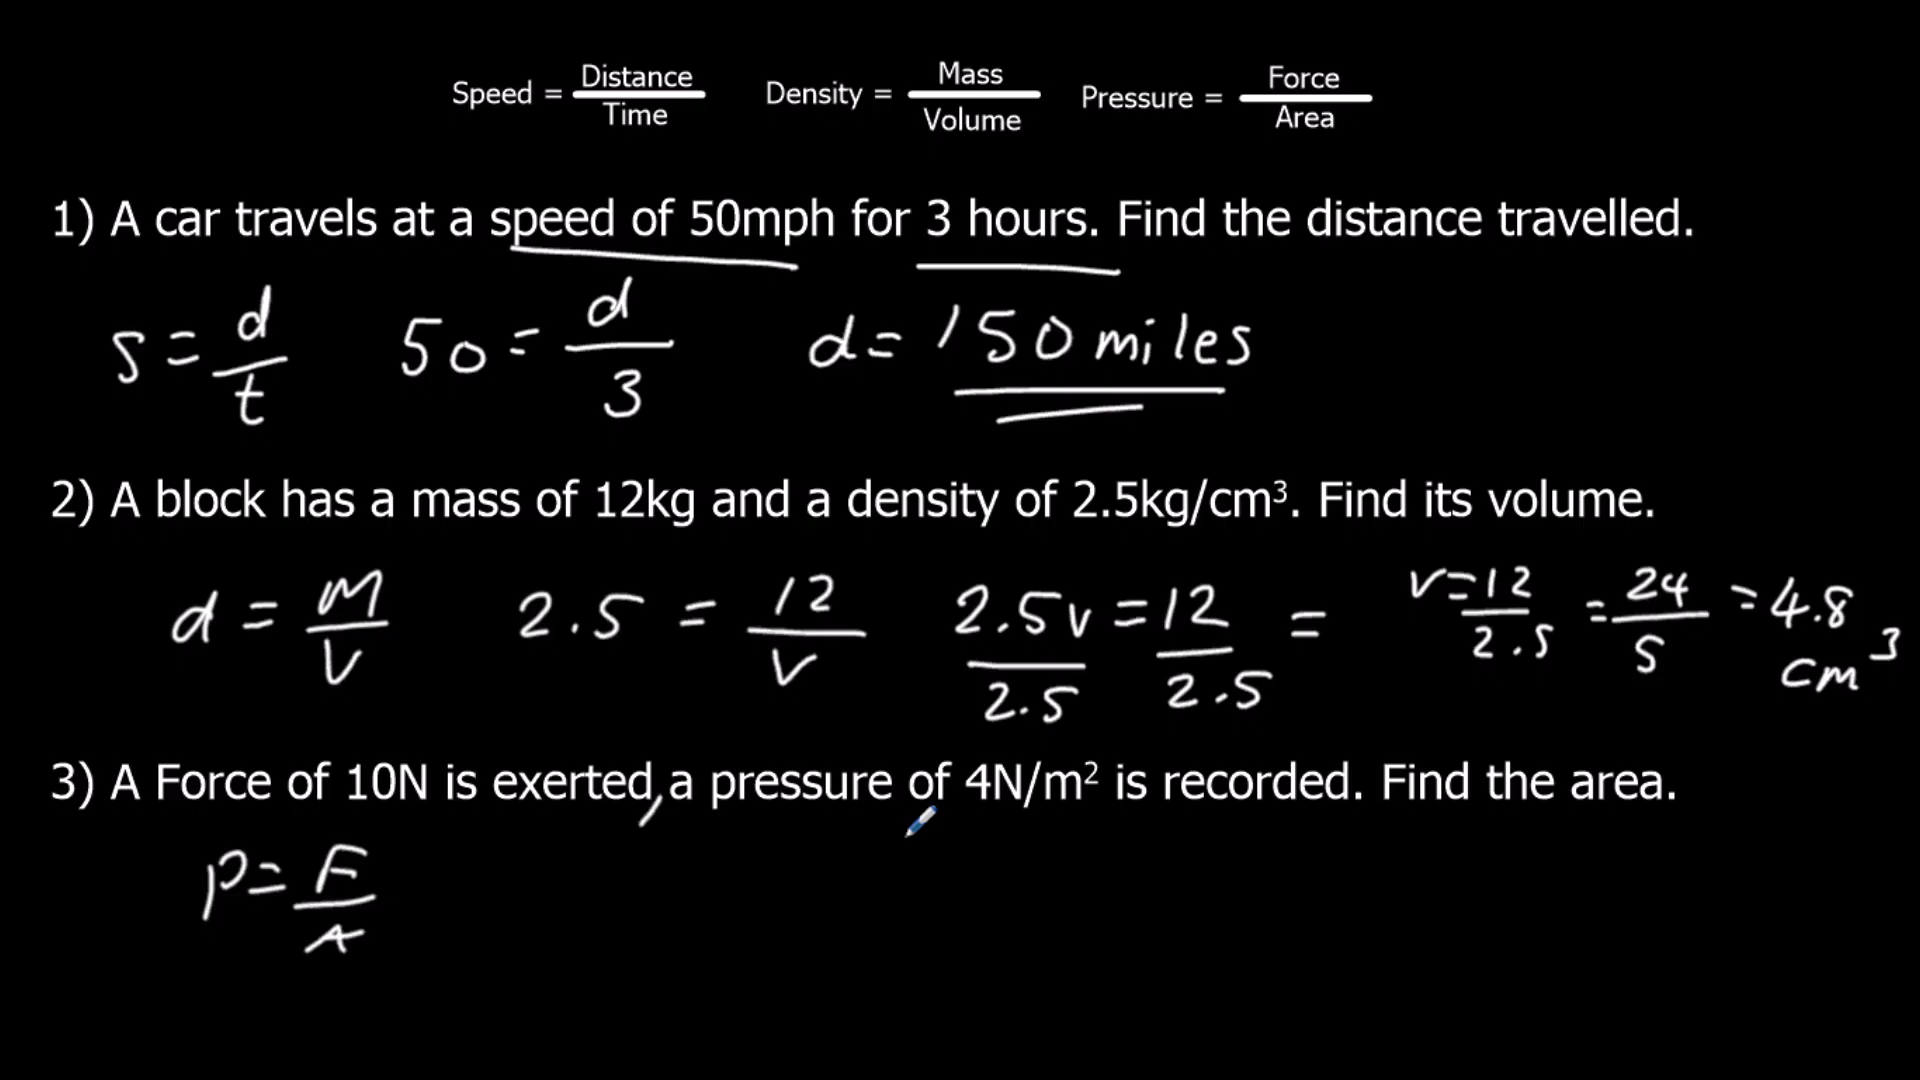 Speed = Distance / Time Density = Mass / Volume Pressure = Force / Area
1) A car travels at a speed of 50mph for 3 hours. Find the distance travelled.
s = d / t 50 = d / 3 d = 150 miles
2) A block has a mass of 12kg and a density of 2.5kg/cm³. Find its volume.
d = M / V 2.5 = 12 / v 2.5v / 2.5 = 12 / 2.5 = v = 12 / 2.5 = 24 / 5 = 4.8 cm³
3) A Force of 10N is exerted, a pressure of 4N/m² is recorded. Find the area.
P = F / A